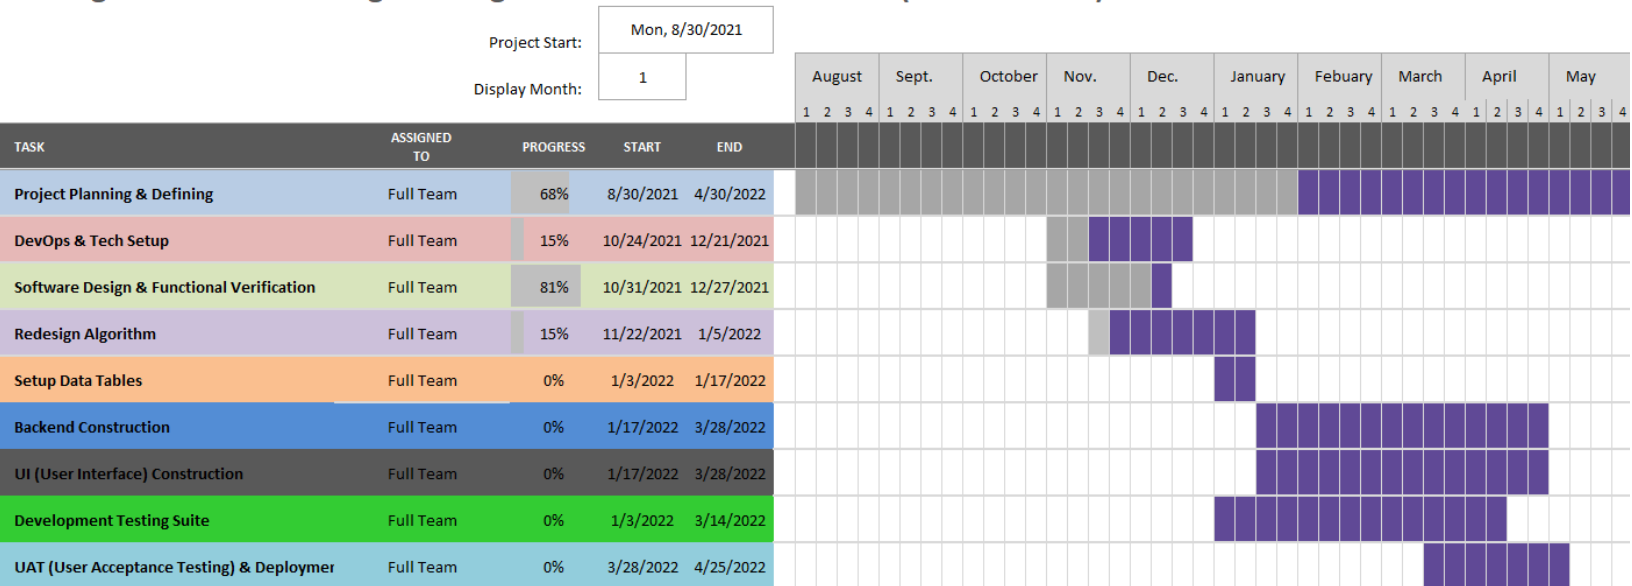 Project Start:
Mon, 8/30/2021
Display Month:
1
August Sept. October Nov. Dec. January Febuary March April May
1 2 3 4 1 2 3 4 1 2 3 4 1 2 3 4 1 2 3 4 1 2 3 4 1 2 3 4 1 2 3 4 1 2 3 4 1 2 3 4
TASK ASSIGNED TO PROGRESS START END
Project Planning & Defining Full Team 68% 8/30/2021 4/30/2022
DevOps & Tech Setup Full Team 15% 10/24/2021 12/21/2021
Software Design & Functional Verification Full Team 81% 10/31/2021 12/27/2021
Redesign Algorithm Full Team 15% 11/22/2021 1/5/2022
Setup Data Tables Full Team 0% 1/3/2022 1/17/2022
Backend Construction Full Team 0% 1/17/2022 3/28/2022
UI (User Interface) Construction Full Team 0% 1/17/2022 3/28/2022
Development Testing Suite Full Team 0% 1/3/2022 3/14/2022
UAT (User Acceptance Testing) & Deploymer Full Team 0% 3/28/2022 4/25/2022